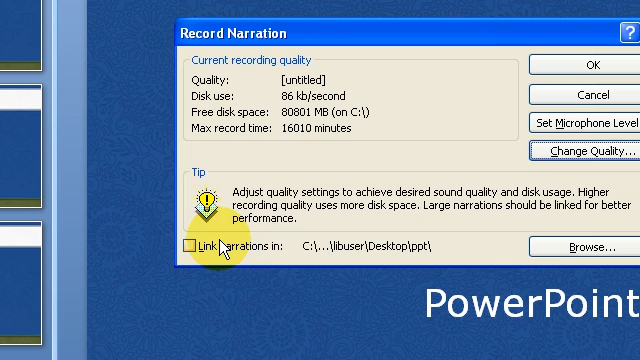 Record Narration
?
Current recording quality
Quality: [untitled]
Disk use: 86 kb/second
Free disk space: 80801 MB (on C:\)
Max record time: 16010 minutes
OK
Cancel
Set Microphone Level
Change Quality...
Tip
Adjust quality settings to achieve desired sound quality and disk usage. Higher
recording quality uses more disk space. Large narrations should be linked for better
performance.
Link narrations in: C:\...\libuser\Desktop\ppt\
Browse...
PowerPoint